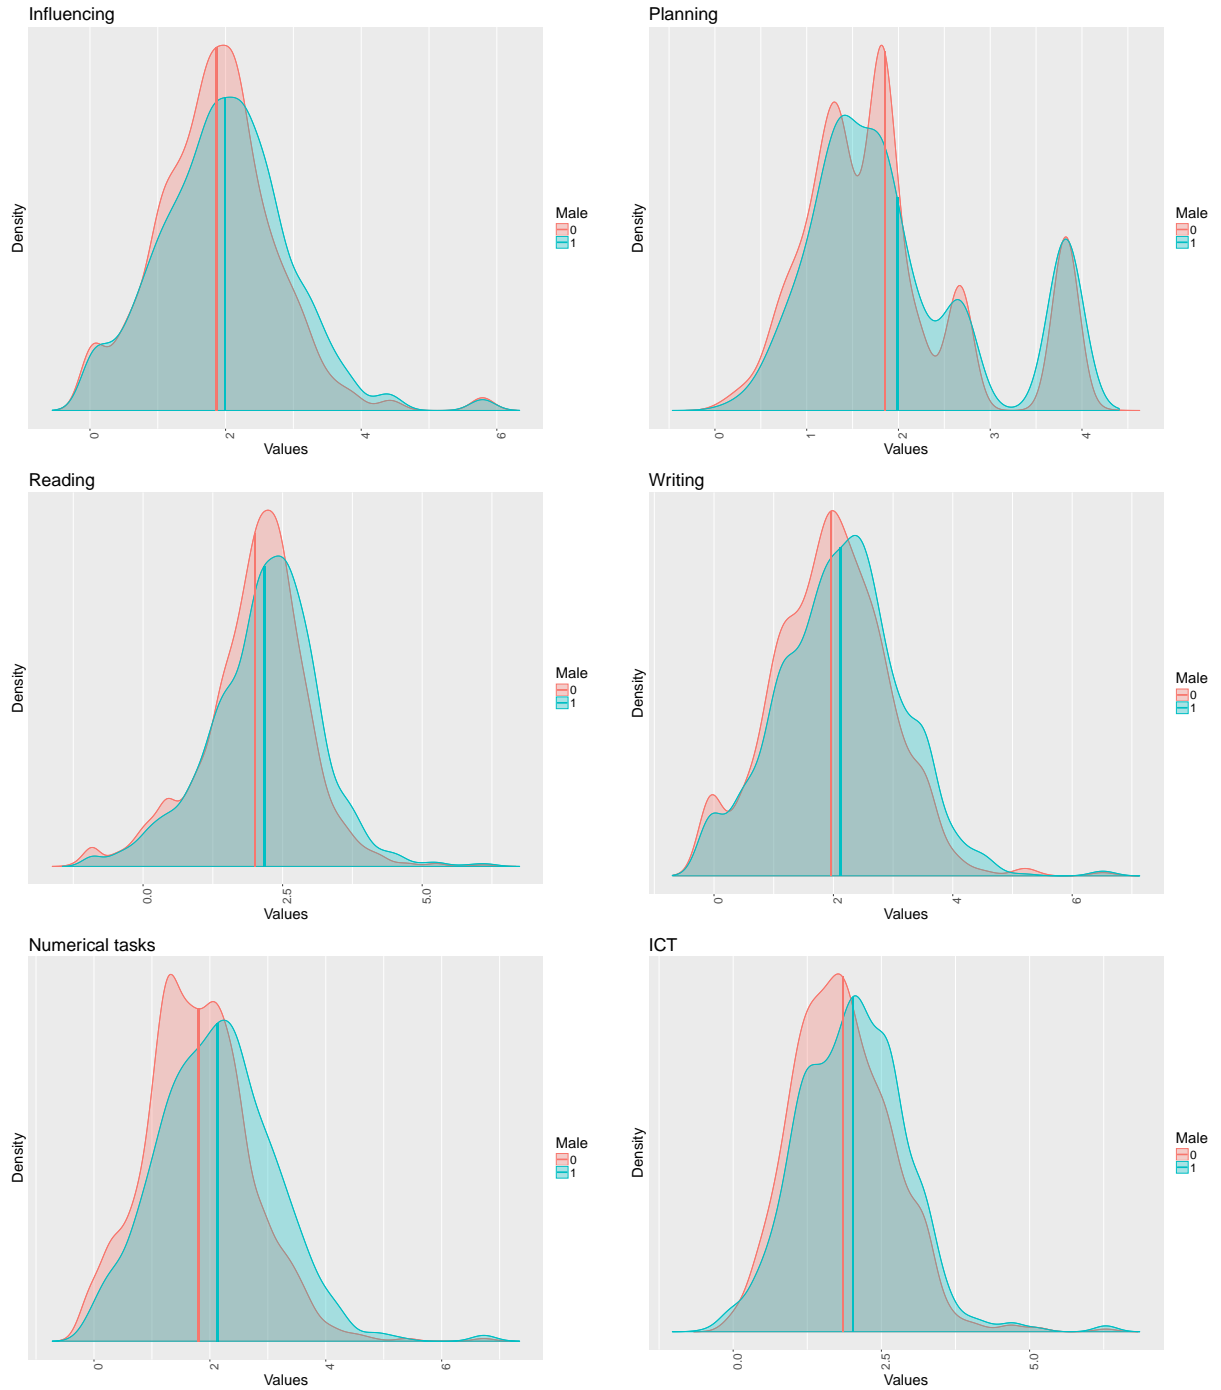 Influencing
Density
0
2
4
6
Values
Male
0
1
Planning
Density
0
1
2
3
4
Values
Male
0
1
Reading
Density
0.0
2.5
5.0
Values
Male
0
1
Writing
Density
0
2
4
6
Values
Male
0
1
Numerical tasks
Density
0
2
4
6
Values
Male
0
1
ICT
Density
0.0
2.5
5.0
Values
Male
0
1